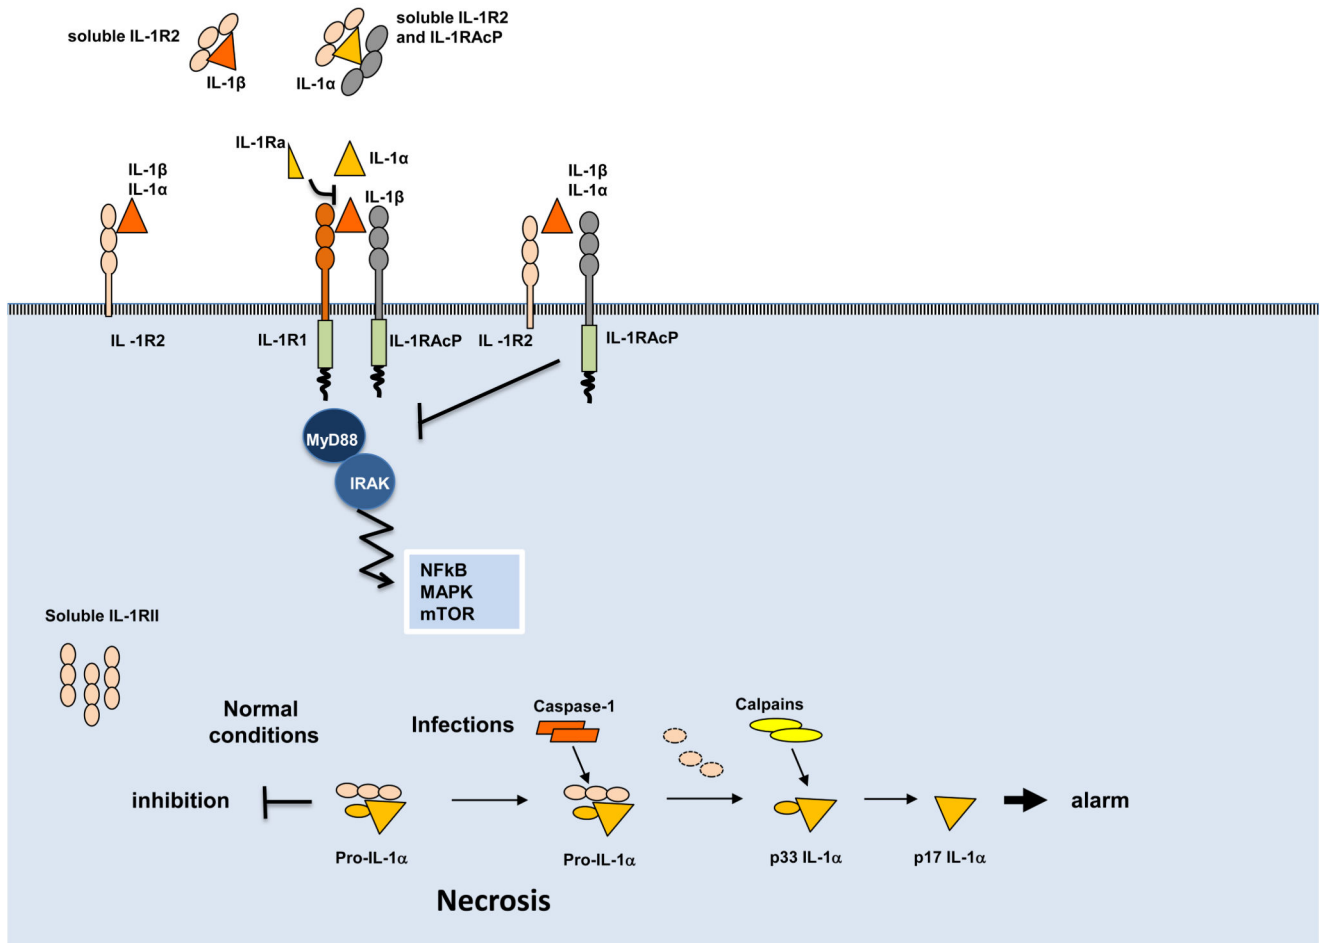 soluble IL-1R2
IL-1β
soluble IL-1R2
and IL-1RAcP
IL-1α
IL-1Ra
IL-1α
IL-1β
IL-1β
IL-1α
IL-1β
IL-1α
IL -1R2
IL-1R1
IL-1RAcP
IL -1R2
IL-1RAcP
MyD88
IRAK
NFkB
MAPK
mTOR
Soluble IL-1RII
Normal
conditions
Infections
Caspase-1
Calpains
inhibition
alarm
Pro-IL-1α
Pro-IL-1α
p33 IL-1α
p17 IL-1α
Necrosis